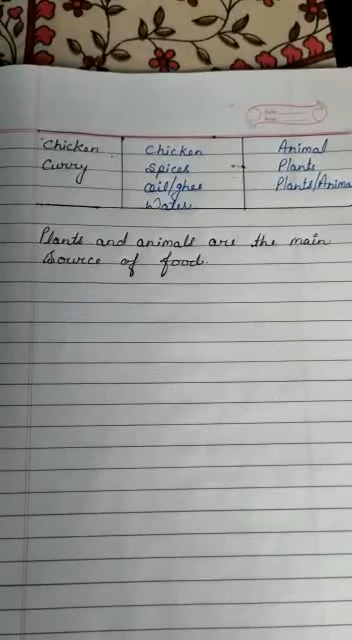 Chicken Chicken Animal
Curry Spices Plants
Oil/ghee Plants/Anima
Water
Plants and animals are the main
source of food.